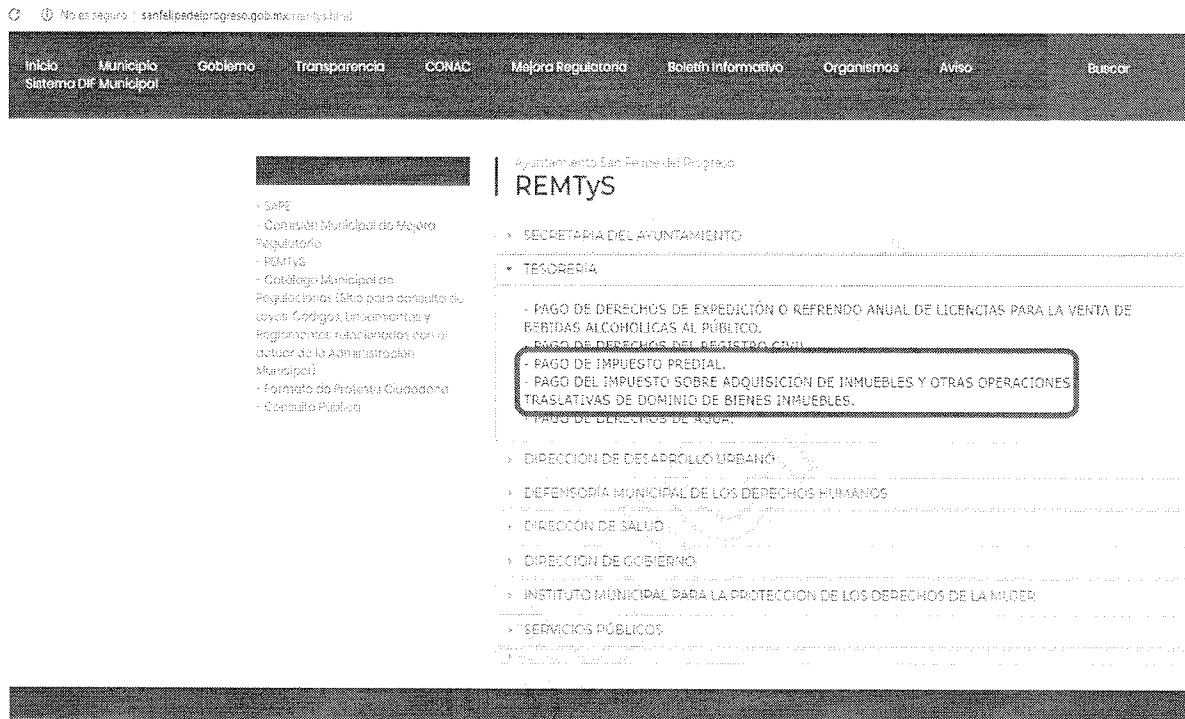 No es seguro | sanfelipedelprogreso.gob.mx/remtys.html
Inicio Municipio Gobierno Transparencia CONAC Mejora Regulatoria Boletín Informativo Organismos Aviso Buscar
Sistema DIF Municipal
Ayuntamiento San Felipe del Progreso
REMTyS
- SARE
- Comisión Municipal de Mejora
Regulatoria
- REMTyS
- Catálogo Municipal de
Regulaciones (Sitio para consulta de
Leyes, Códigos, Lineamientos y
Reglamentos relacionados con el
actuar de la Administración
Municipal)
- Formato de Protesta Ciudadana
- Consulta Pública
SECRETARIA DEL AYUNTAMIENTO
TESORERÍA
- PAGO DE DERECHOS DE EXPEDICIÓN O REFRENDO ANUAL DE LICENCIAS PARA LA VENTA DE
BEBIDAS ALCOHOLICAS AL PÚBLICO.
- PAGO DE DERECHOS DEL REGISTRO CIVIL
- PAGO DE IMPUESTO PREDIAL.
- PAGO DEL IMPUESTO SOBRE ADQUISICIÓN DE INMUEBLES Y OTRAS OPERACIONES
TRASLATIVAS DE DOMINIO DE BIENES INMUEBLES.
- PAGO DE DERECHOS DE AGUA.
DIRECCION DE DESARROLLO URBANO
DEFENSORÍA MUNICIPAL DE LOS DERECHOS HUMANOS
DIRECCÓN DE SALUD
DIRECCION DE GOBIERNO
INSTITUTO MUNICIPAL PARA LA PROTECCION DE LOS DERECHOS DE LA MUJER
SERVICIOS PÚBLICOS